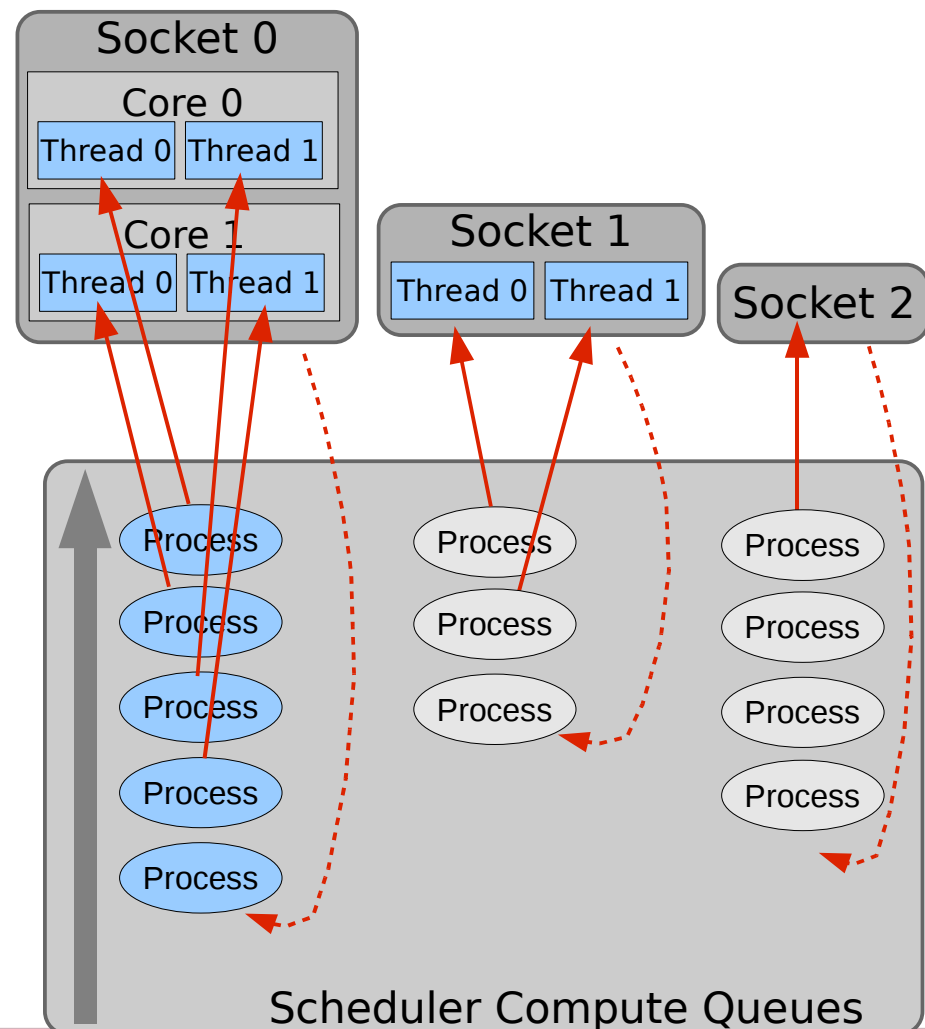 Socket 0
Core 0
Thread 0
Thread 1
Core 1
Thread 0
Thread 1
Socket 1
Thread 0
Thread 1
Socket 2
Process
Process
Process
Process
Process
Process
Process
Process
Process
Process
Process
Process
Scheduler Compute Queues